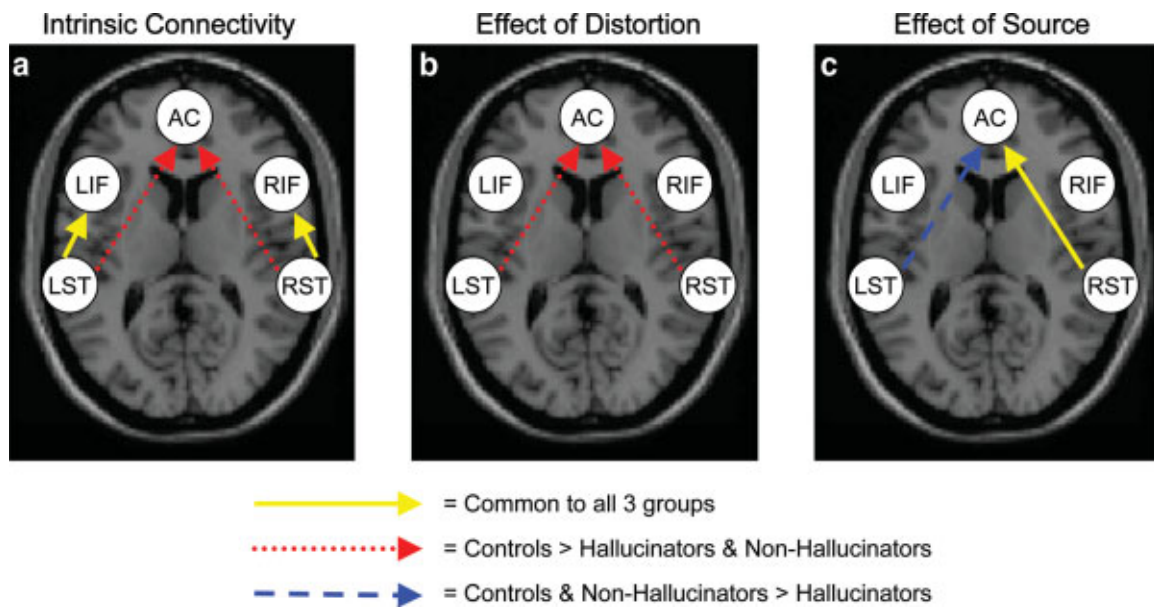 Intrinsic Connectivity
Effect of Distortion
Effect of Source
a
b
c
AC
AC
AC
LIF
RIF
LIF
RIF
LIF
RIF
LST
RST
LST
RST
LST
RST
= Common to all 3 groups
= Controls > Hallucinators & Non-Hallucinators
= Controls & Non-Hallucinators > Hallucinators